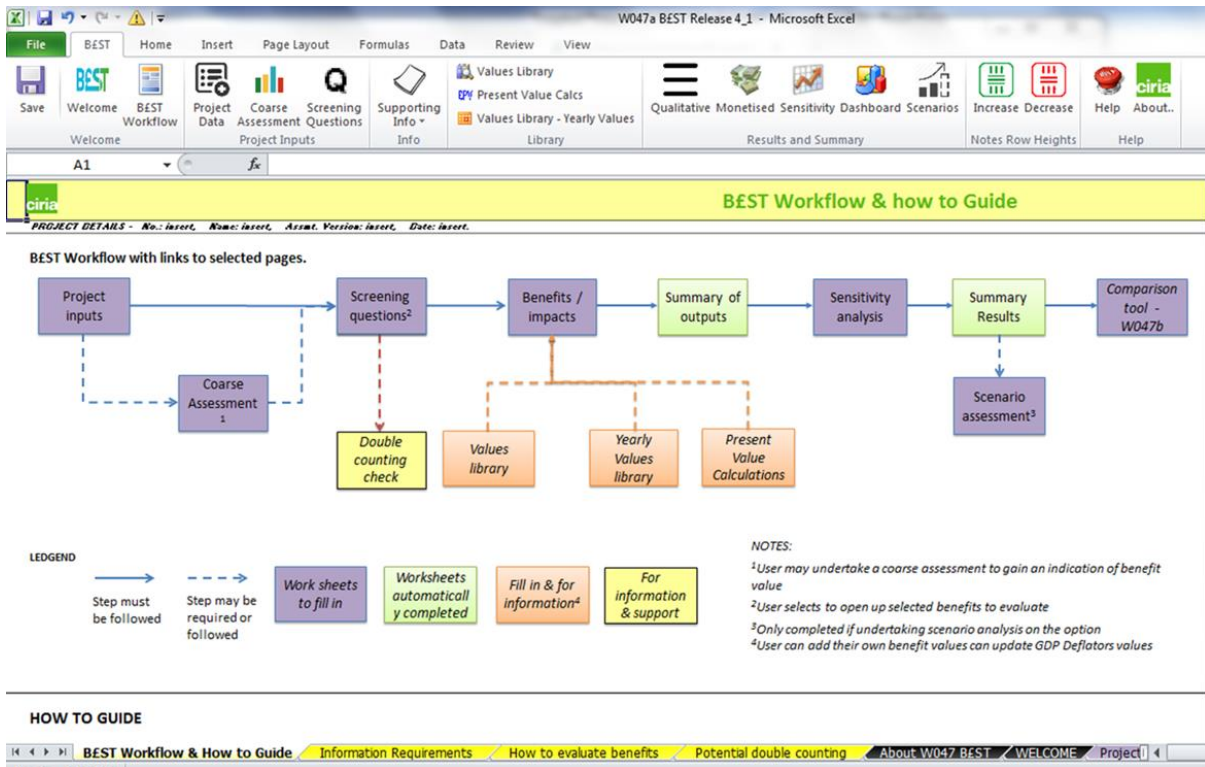 W047a B£ST Release 4_1 - Microsoft Excel
File B£ST Home Insert Page Layout Formulas Data Review View
Save
B£ST
Welcome
B£ST
Workflow
Welcome
Project
Data
Coarse
Assessment
Q
Screening
Questions
Project Inputs
Supporting
Info
Info
Values Library
Present Value Calcs
Values Library - Yearly Values
Library
Qualitative Monetised Sensitivity Dashboard Scenarios
Results and Summary
Increase Decrease
Notes Row Heights
Help
ciria
About..
Help
A1
fx
ciria
B£ST Workflow & how to Guide
PROJECT DETAILS - No.: insert, Name: insert, Assmt. Version: insert, Date: insert.
B£ST Workflow with links to selected pages.
Project
inputs
Screening
questions²
Benefits /
impacts
Summary of
outputs
Sensitivity
analysis
Summary
Results
Comparison
tool -
W047b
Coarse
Assessment
1
Scenario
assessment³
Double
counting
check
Values
library
Yearly
Values
library
Present
Value
Calculations
LEDGEND
Step must
be followed
Step may be
required or
followed
Work sheets
to fill in
Worksheets
automaticall
y completed
Fill in & for
information⁴
For
information
& support
NOTES:
¹User may undertake a coarse assessment to gain an indication of benefit
value
²User selects to open up selected benefits to evaluate
³Only completed if undertaking scenario analysis on the option
⁴User can add their own benefit values can update GDP Deflators values
HOW TO GUIDE
B£ST Workflow & How to Guide Information Requirements How to evaluate benefits Potential double counting About W047 B£ST WELCOME Project